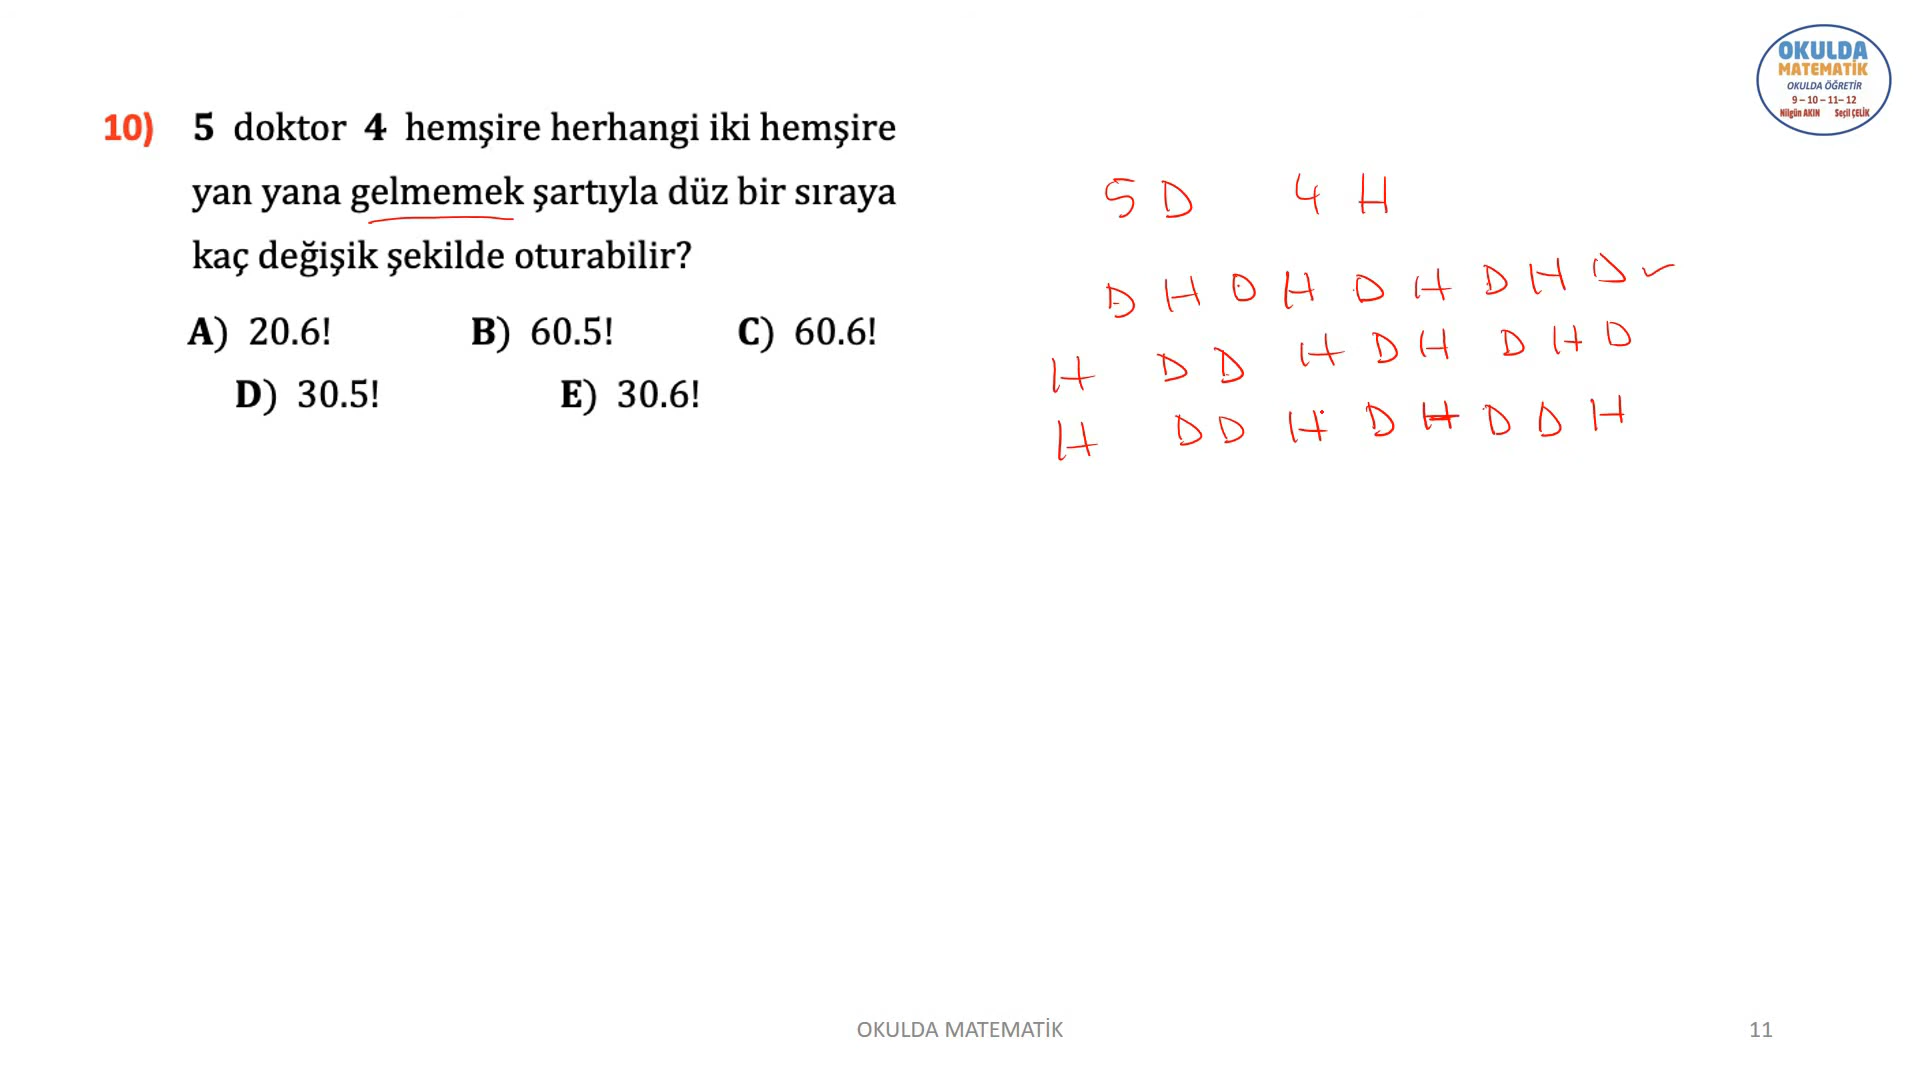 OKULDA
MATEMATİK
OKULDA ÖĞRETİR
9 – 10 – 11– 12
Nilgün AKIN Seçil ÇELİK
10) 5 doktor 4 hemşire herhangi iki hemşire
yan yana gelmemek şartıyla düz bir sıraya
kaç değişik şekilde oturabilir?
A) 20.6! B) 60.5! C) 60.6!
D) 30.5! E) 30.6!
5 D 4 H
D H D H D H D H D ✓
H D D H D H D H D
H D D H D H D D H
OKULDA MATEMATİK
11